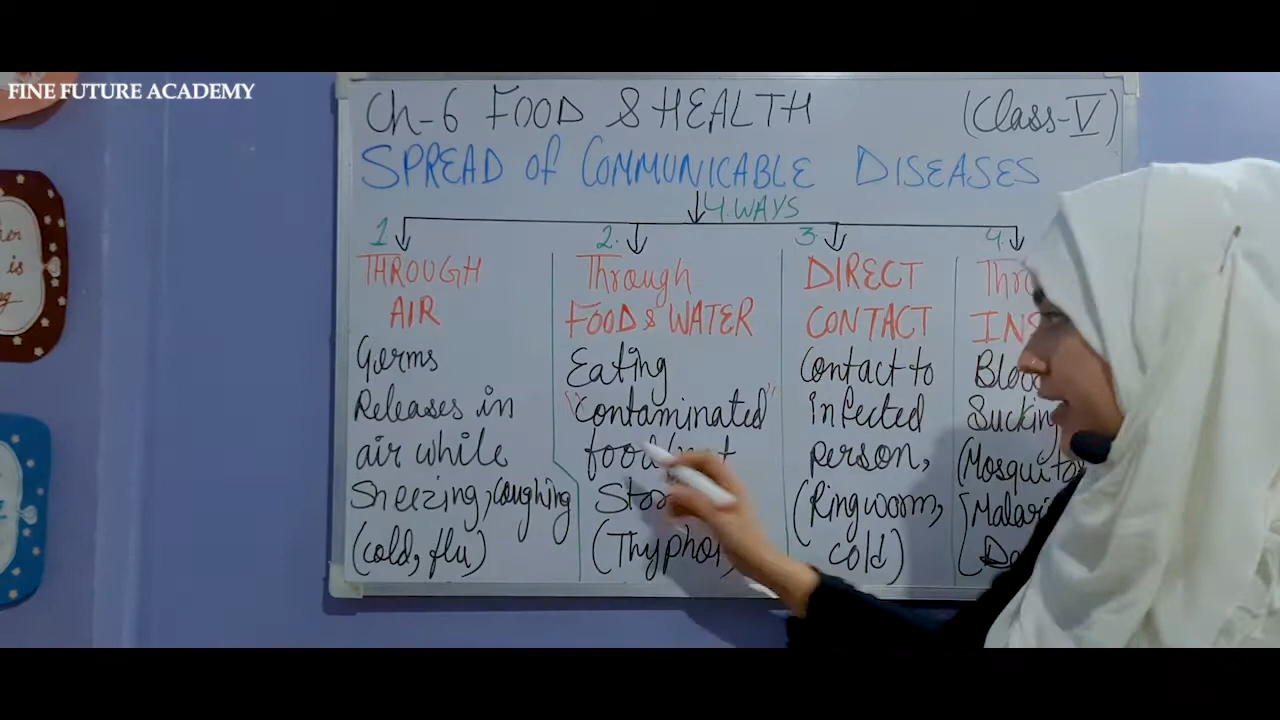 FINE FUTURE ACADEMY
Ch-6 FOOD & HEALTH (Class-V)
SPREAD of COMMUNICABLE DISEASES
4 WAYS
1
THROUGH
AIR
Germs
Releases in
air while
Sneezing, coughing
(cold, flu)
2.
Through
FOOD & WATER
Eating
"contaminated"
food
3.
DIRECT
CONTACT
Contact to
infected
person,
(Ringworm,
cold)
4.
Sucking
is